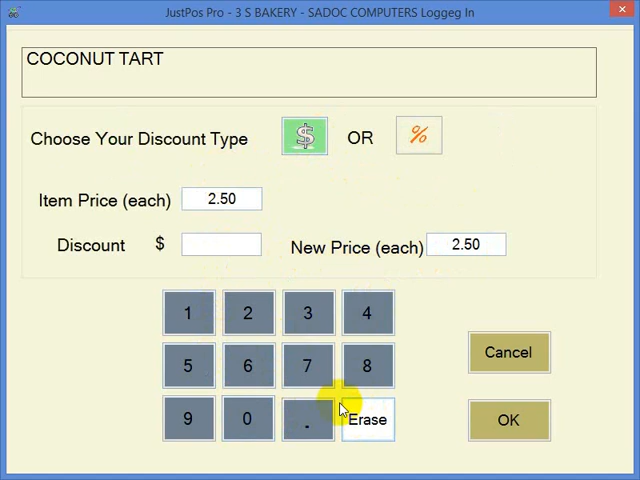 JustPos Pro - 3 S BAKERY - SADOC COMPUTERS Loggeg In
COCONUT TART
Choose Your Discount Type $ OR %
Item Price (each) 2.50
Discount $ New Price (each) 2.50
1 2 3 4
5 6 7 8
Cancel
9 0 . Erase
OK